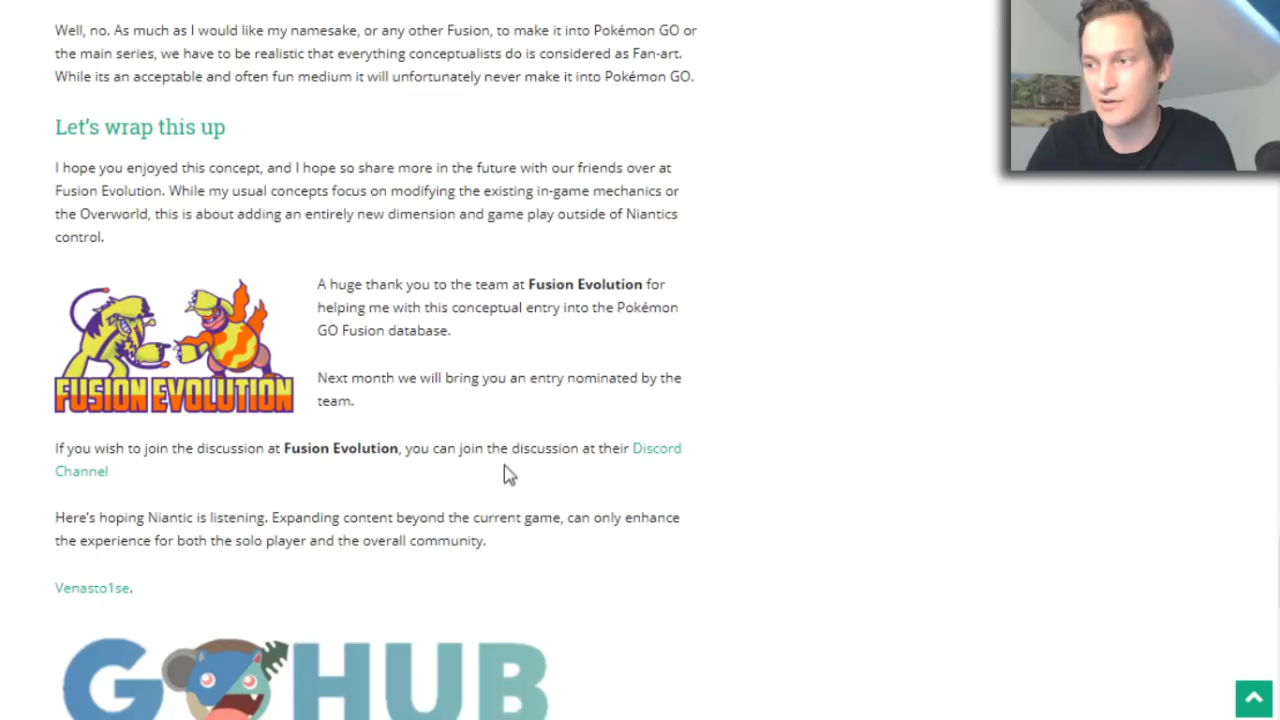 Well, no. As much as I would like my namesake, or any other Fusion, to make it into Pokémon GO or
the main series, we have to be realistic that everything conceptualists do is considered as Fan-art.
While its an acceptable and often fun medium it will unfortunately never make it into Pokémon GO.
Let's wrap this up
I hope you enjoyed this concept, and I hope so share more in the future with our friends over at
Fusion Evolution. While my usual concepts focus on modifying the existing in-game mechanics or
the Overworld, this is about adding an entirely new dimension and game play outside of Niantics
control.
A huge thank you to the team at Fusion Evolution for
helping me with this conceptual entry into the Pokémon
GO Fusion database.
Next month we will bring you an entry nominated by the
team.
FUSION EVOLUTION
If you wish to join the discussion at Fusion Evolution, you can join the discussion at their Discord
Channel
Here's hoping Niantic is listening. Expanding content beyond the current game, can only enhance
the experience for both the solo player and the overall community.
Venasto1se.
GOHUB